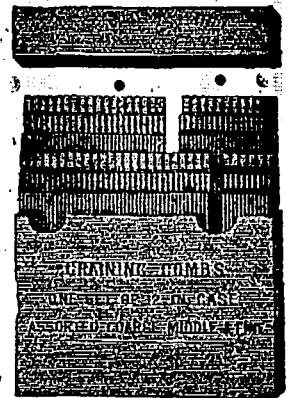 GRAINING COMBS
ONE SET OF 12 IN CASE
ASSORTED COARSE MIDDLE & FINE